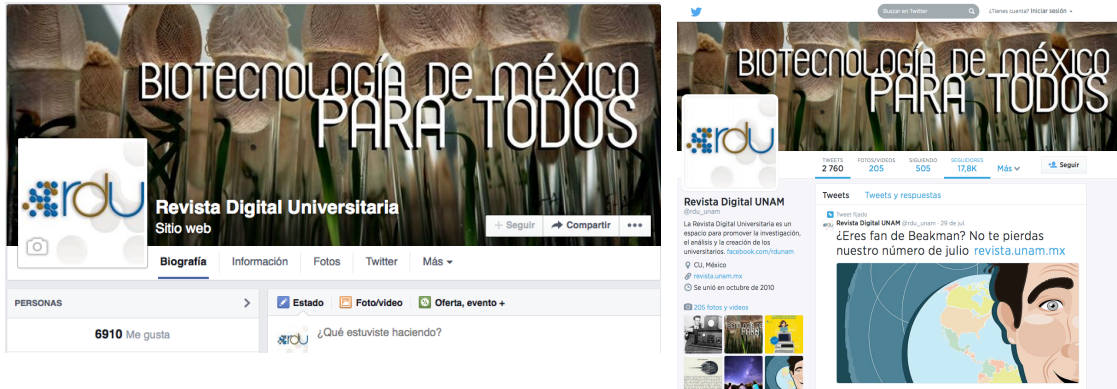 BIOTECNOLOGÍA DE MÉXICO
PARA TODOS
rdu
Revista Digital Universitaria
Sitio web
+ Seguir
Compartir
Biografía
Información
Fotos
Twitter
Más
PERSONAS
6910 Me gusta
Estado
Foto/video
Oferta, evento +
rdu
¿Qué estuviste haciendo?
Buscar en Twitter
¿Tienes cuenta? Iniciar sesión
BIOTECNOLOGÍA DE MÉXICO
PARA TODOS
rdu
TWEETS
2 760
FOTOS/VIDEOS
205
SIGUIENDO
505
SEGUIDORES
17,8K
Más
Seguir
Revista Digital UNAM
@rdu_unam
La Revista Digital Universitaria es un
espacio para promover la investigación,
el análisis y la creación de los
universitarios. facebook.com/rdunam
CU, México
revista.unam.mx
Se unió en octubre de 2010
205 fotos y videos
BIOTECNOLOGÍA DE
PARA TODOS
Tweets
Tweets y respuestas
Tweet fijado
rdu
Revista Digital UNAM @rdu_unam · 29 de jul.
¿Eres fan de Beakman? No te pierdas
nuestro número de julio revista.unam.mx